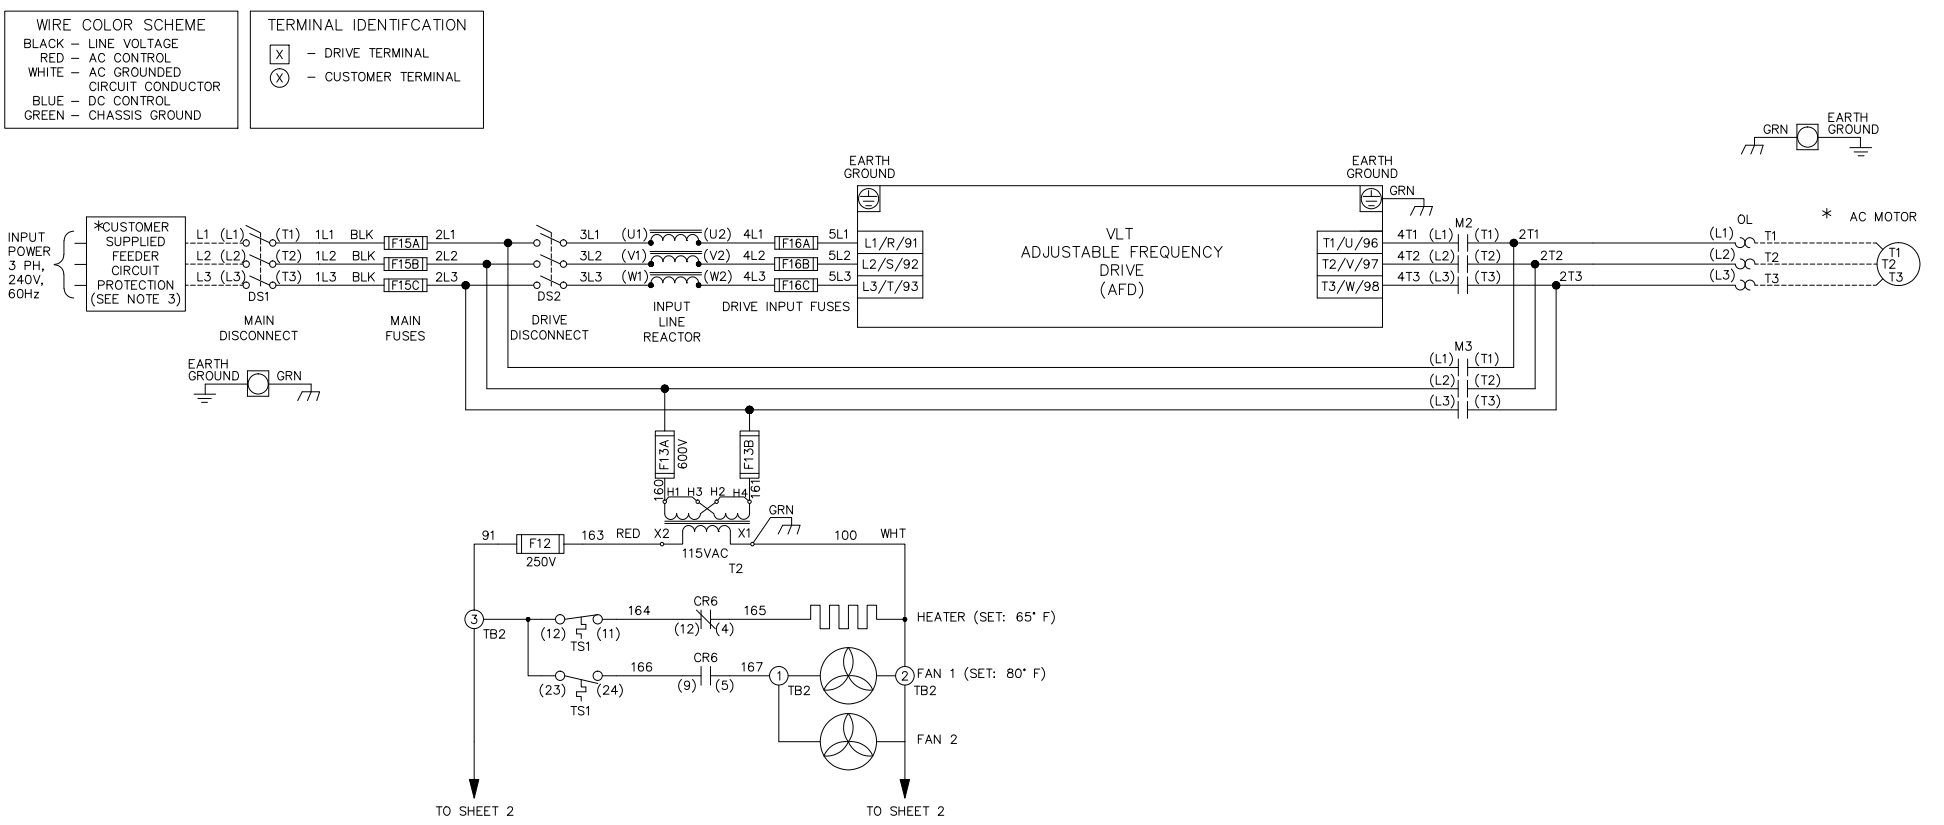 WIRE COLOR SCHEME
BLACK – LINE VOLTAGE
RED – AC CONTROL
WHITE – AC GROUNDED
CIRCUIT CONDUCTOR
BLUE – DC CONTROL
GREEN – CHASSIS GROUND
TERMINAL IDENTIFCATION
X – DRIVE TERMINAL
X – CUSTOMER TERMINAL
GRN
EARTH
GROUND
INPUT
POWER
3 PH,
240V,
60Hz
*CUSTOMER
SUPPLIED
FEEDER
CIRCUIT
PROTECTION
(SEE NOTE 3)
L1 (L1) (T1) 1L1 BLK F15A 2L1
L2 (L2) (T2) 1L2 BLK F15B 2L2
L3 (L3) (T3) 1L3 BLK F15C 2L3
DS1
MAIN
DISCONNECT
MAIN
FUSES
3L1 (U1) (U2) 4L1 F16A 5L1
3L2 (V1) (V2) 4L2 F16B 5L2
3L3 (W1) (W2) 4L3 F16C 5L3
DS2
DRIVE
DISCONNECT
INPUT
LINE
REACTOR
DRIVE INPUT FUSES
EARTH
GROUND
L1/R/91
L2/S/92
L3/T/93
VLT
ADJUSTABLE FREQUENCY
DRIVE
(AFD)
EARTH
GROUND
GRN
T1/U/96
T2/V/97
T3/W/98
M2
4T1 (L1) (T1) 2T1
4T2 (L2) (T2) 2T2
4T3 (L3) (T3) 2T3
OL
(L1) T1
(L2) T2
(L3) T3
* AC MOTOR
T1
T2
T3
EARTH
GROUND
GRN
M3
(L1) (T1)
(L2) (T2)
(L3) (T3)
F13A
600V
F13B
160
161
H1 H3 H2 H4
GRN
91 F12 163 RED X2 X1 100 WHT
250V
115VAC
T2
3
TB2
(12) (11)
TS1
164
CR6
(12) (4)
165
HEATER (SET: 65° F)
(23) (24)
TS1
166
CR6
(9) (5)
167
1
TB2
2
TB2
FAN 1 (SET: 80° F)
FAN 2
TO SHEET 2
TO SHEET 2